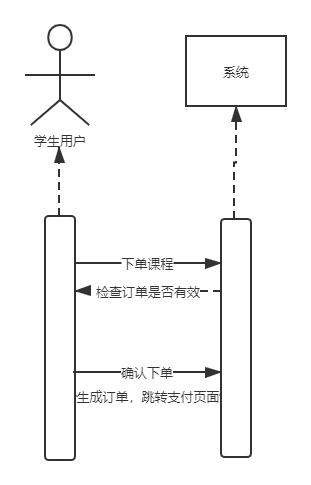 系统
学生用户
下单课程
检查订单是否有效
确认下单
生成订单，跳转支付页面